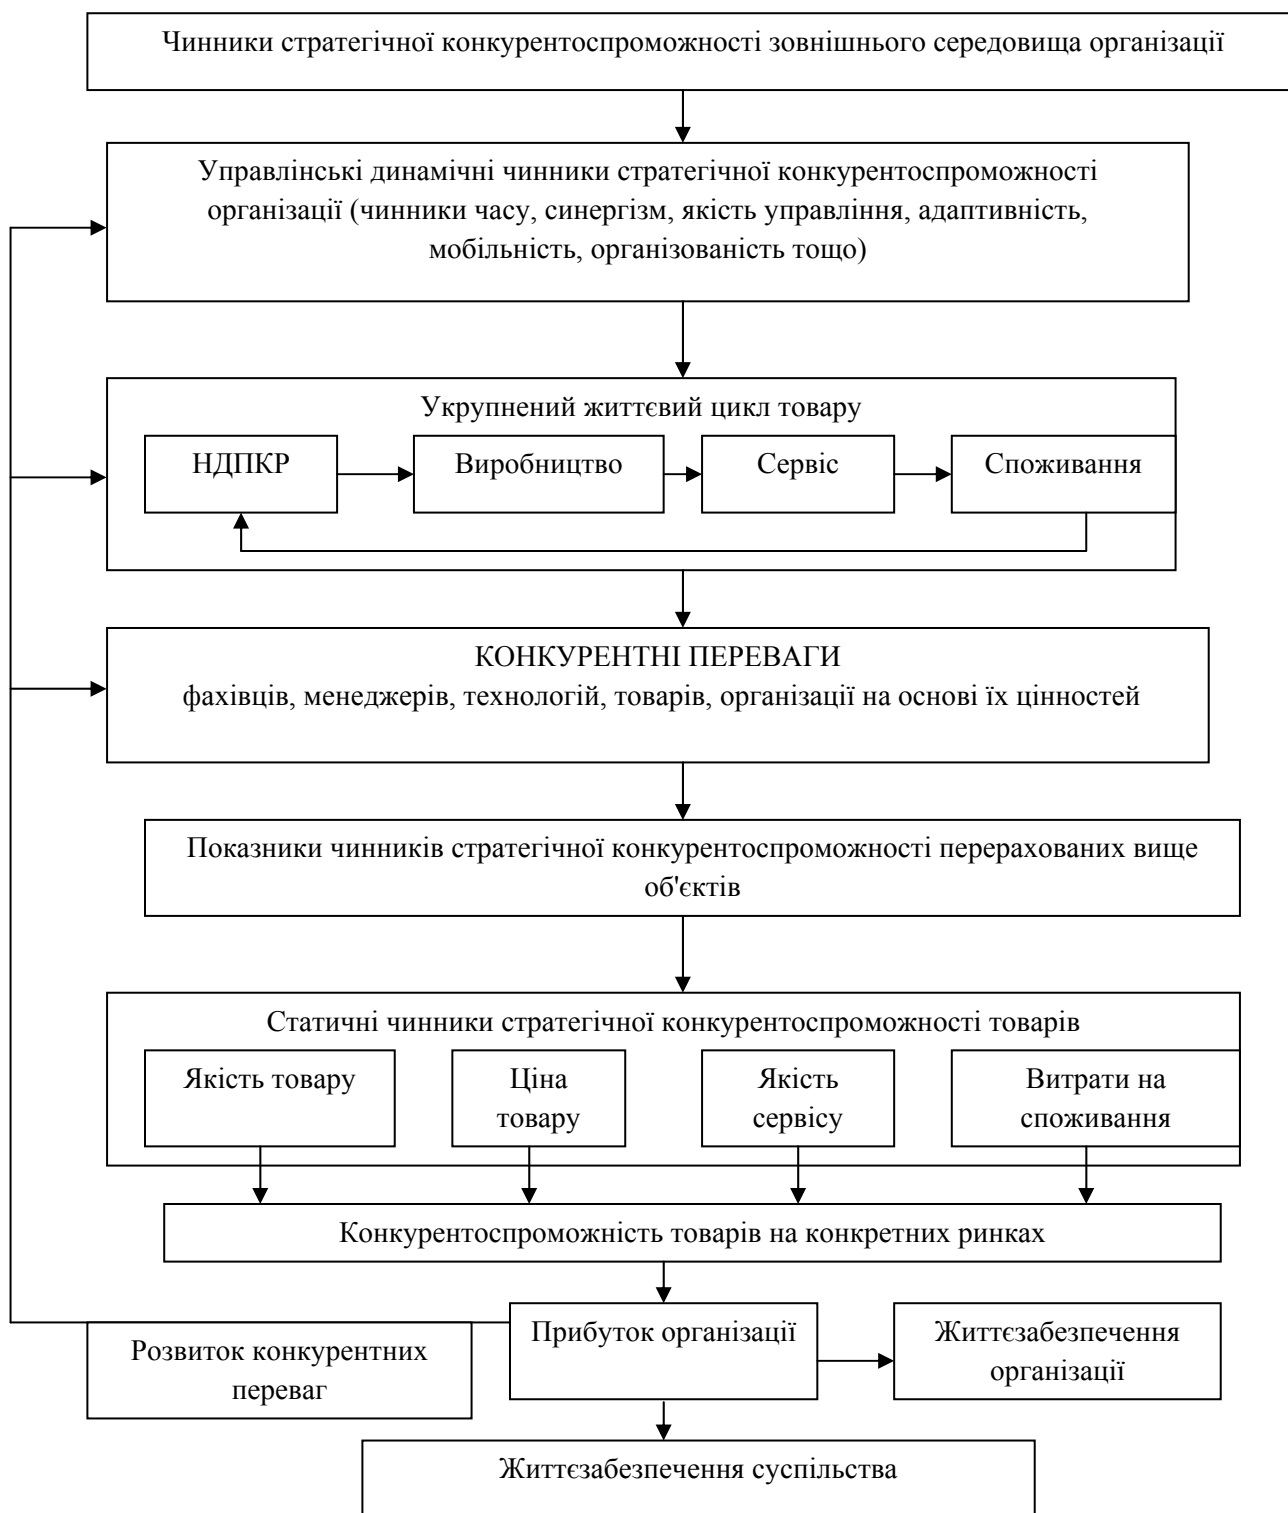 Чинники стратегічної конкурентоспроможності зовнішнього середовища організації
Управлінські динамічні чинники стратегічної конкурентоспроможності
організації (чинники часу, синергізм, якість управління, адаптивність,
мобільність, організованість тощо)
Укрупнений життєвий цикл товару
НДПКР
Виробництво
Сервіс
Споживання
КОНКУРЕНТНІ ПЕРЕВАГИ
фахівців, менеджерів, технологій, товарів, організації на основі їх цінностей
Показники чинників стратегічної конкурентоспроможності перерахованих вище
об'єктів
Статичні чинники стратегічної конкурентоспроможності товарів
Якість товару
Ціна
товару
Якість
сервісу
Витрати на
споживання
Конкурентоспроможність товарів на конкретних ринках
Прибуток організації
Життєзабезпечення
організації
Розвиток конкурентних
переваг
Життєзабезпечення суспільства